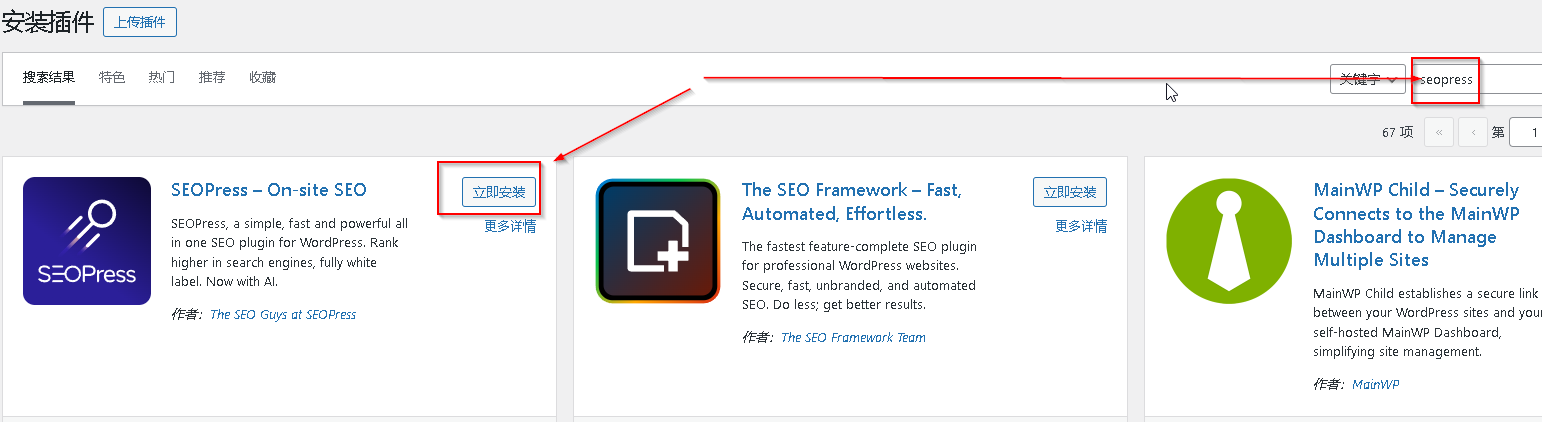 安装插件 上传插件
搜索结果 特色 热门 推荐 收藏 关键字 seopress
67 项 « ‹ 第 1
SEOPress
SEOPress – On-site SEO
立即安装
更多详情
SEOPress, a simple, fast and powerful all
in one SEO plugin for WordPress. Rank
higher in search engines, fully white
label. Now with AI.
作者： The SEO Guys at SEOPress
The SEO Framework – Fast,
Automated, Effortless.
立即安装
更多详情
The fastest feature-complete SEO plugin
for professional WordPress websites.
Secure, fast, unbranded, and automated
SEO. Do less; get better results.
作者： The SEO Framework Team
MainWP Child – Securely
Connects to the MainWP
Dashboard to Manage
Multiple Sites
MainWP Child establishes a secure link
between your WordPress sites and your
self-hosted MainWP Dashboard,
simplifying site management.
作者： MainWP